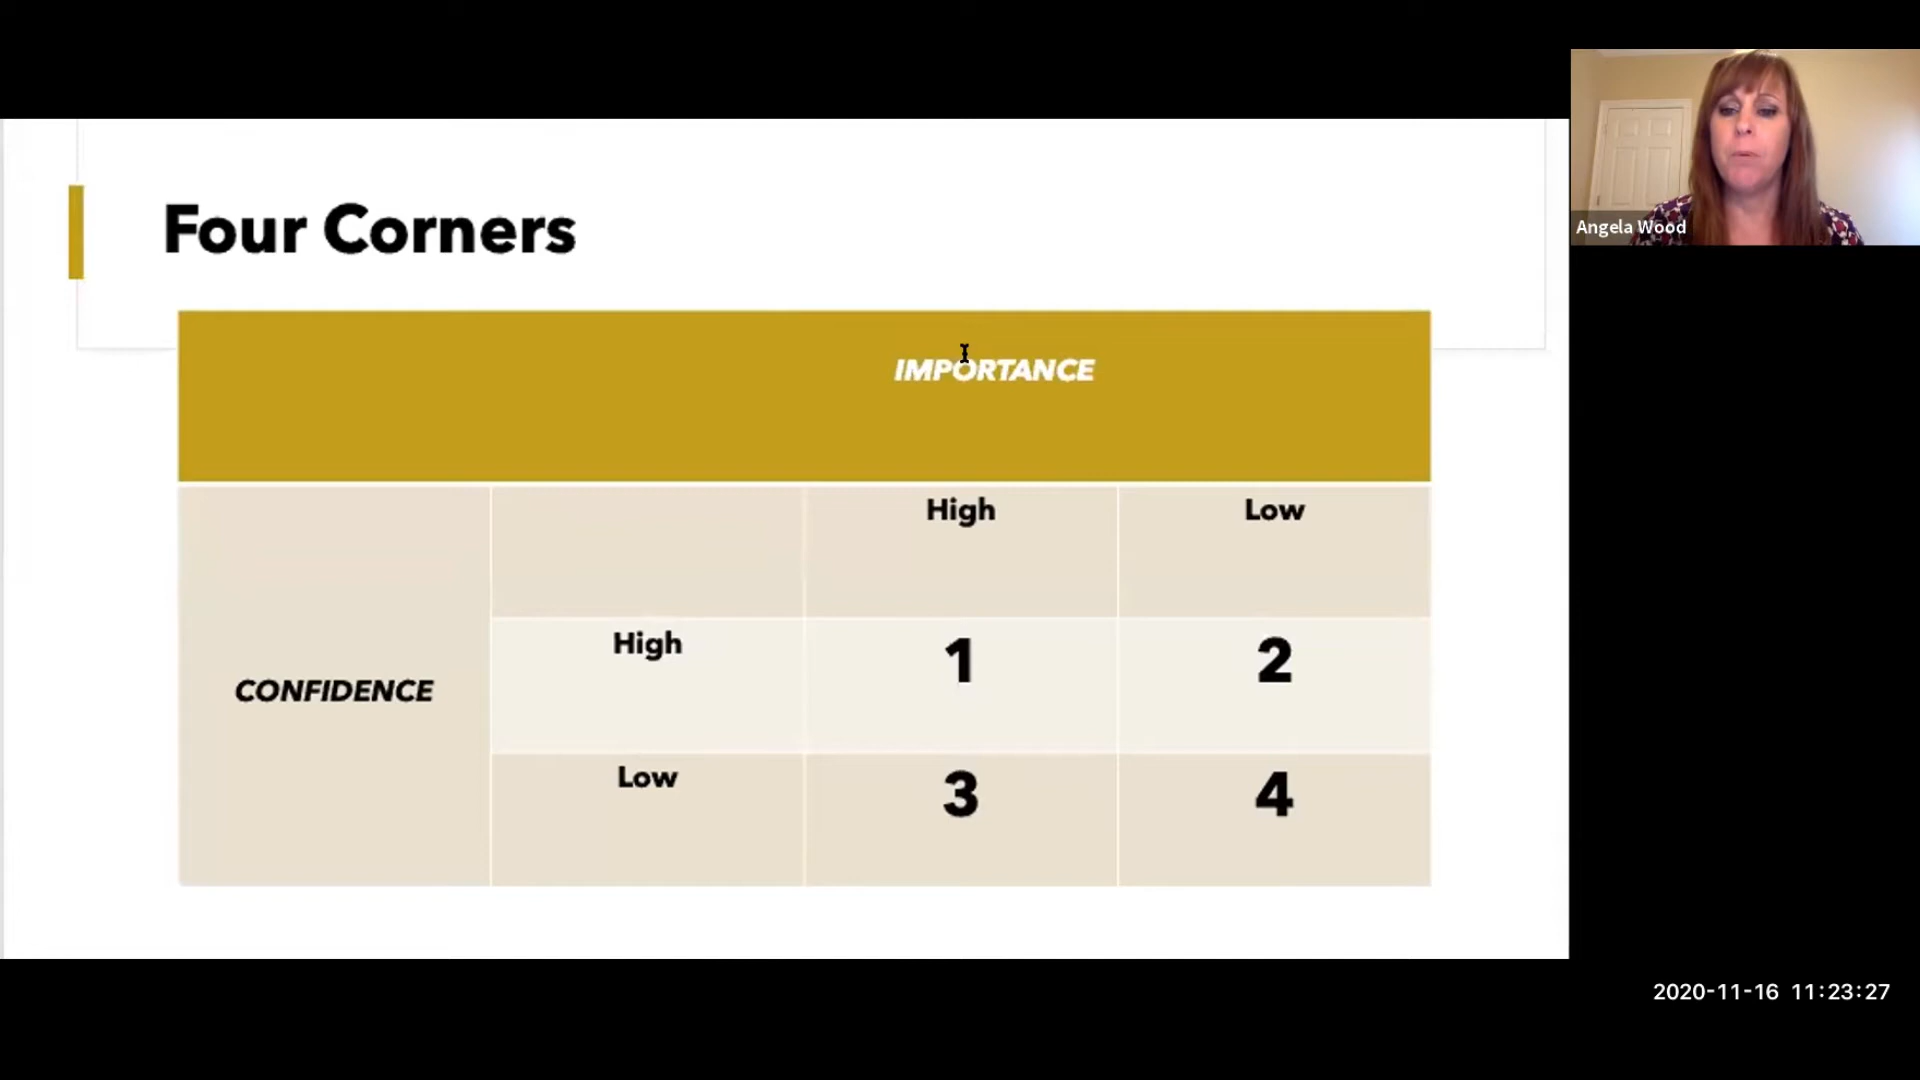 Angela Wood
Four Corners
IMPORTANCE
High Low
High 1 2
CONFIDENCE
Low 3 4
2020-11-16 11:23:27